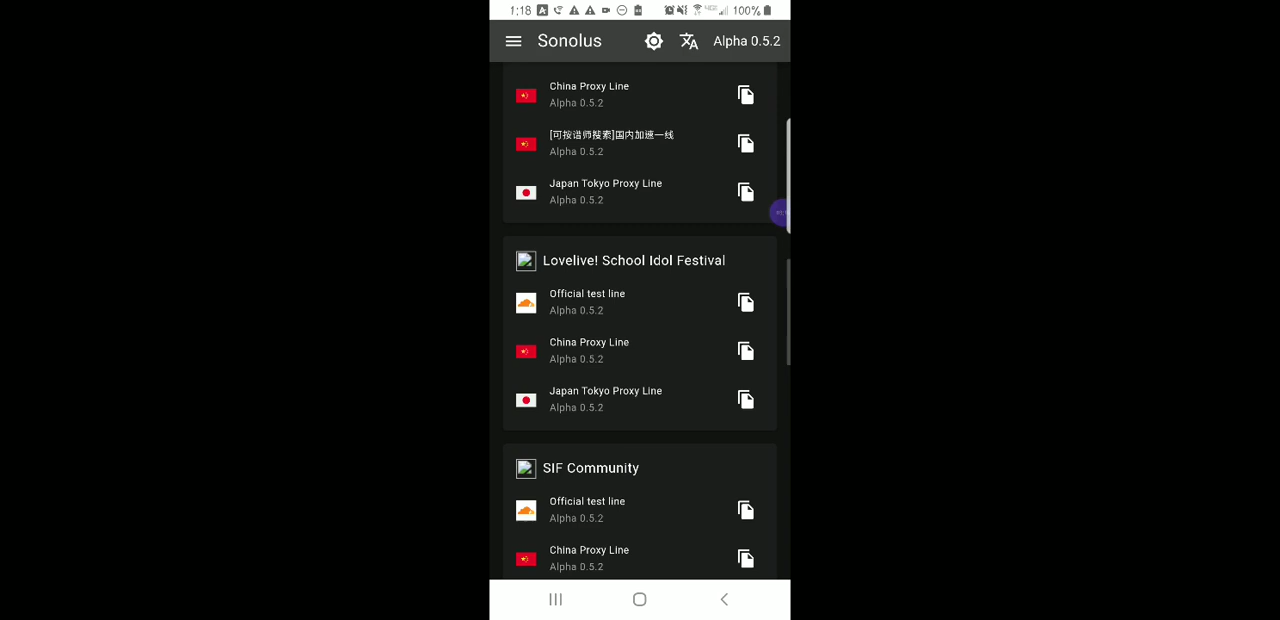 1:18
100%
Sonolus
Alpha 0.5.2
China Proxy Line
Alpha 0.5.2
[可按谱师搜索]国内加速一线
Alpha 0.5.2
Japan Tokyo Proxy Line
Alpha 0.5.2
Lovelive! School Idol Festival
Official test line
Alpha 0.5.2
China Proxy Line
Alpha 0.5.2
Japan Tokyo Proxy Line
Alpha 0.5.2
SIF Community
Official test line
Alpha 0.5.2
China Proxy Line
Alpha 0.5.2